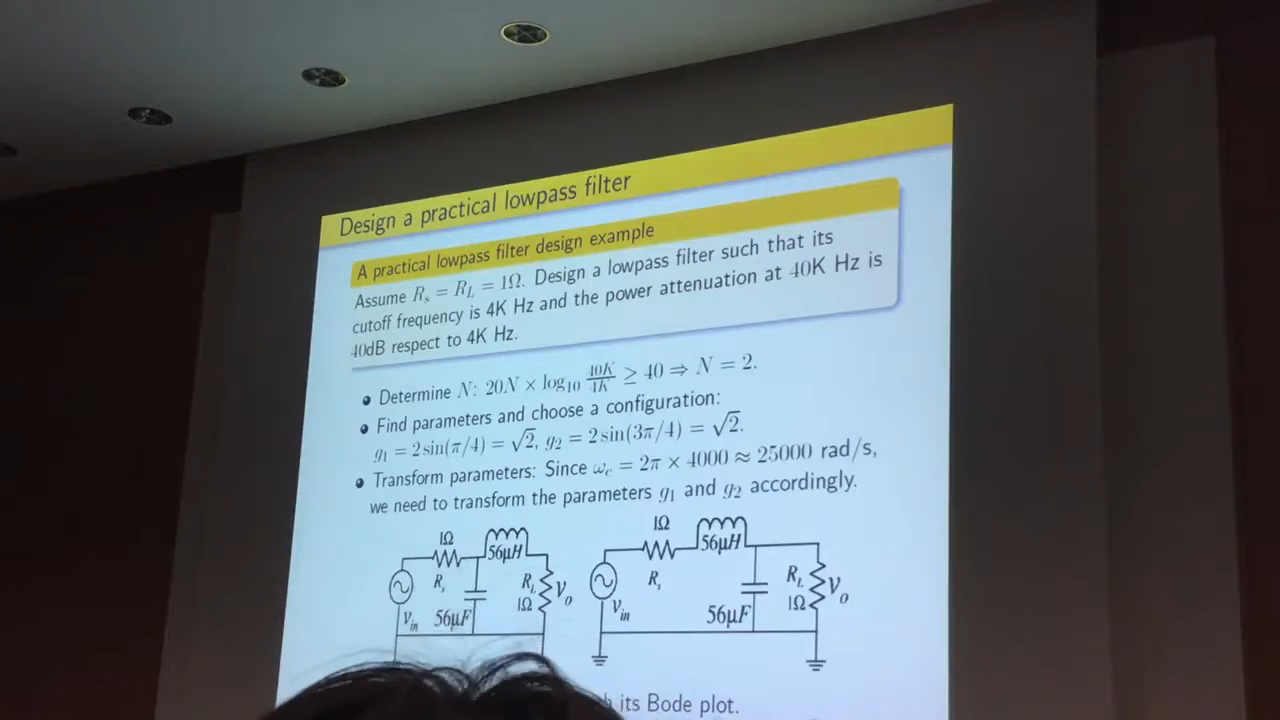 Design a practical lowpass filter
A practical lowpass filter design example
Assume Rₛ = R_L = 1Ω. Design a lowpass filter such that its
cutoff frequency is 4K Hz and the power attenuation at 40K Hz is
40dB respect to 4K Hz.
• Determine N: 20N × log₁₀ 40K/4K ≥ 40 ⇒ N = 2.
• Find parameters and choose a configuration:
g₁ = 2 sin(π/4) = √2, g₂ = 2 sin(3π/4) = √2.
• Transform parameters: Since ω_c = 2π × 4000 ≈ 25000 rad/s,
we need to transform the parameters g₁ and g₂ accordingly.
1Ω 56μH Rₛ R_L 1Ω V_o V_in 56μF
1Ω 56μH Rₛ R_L 1Ω V_o V_in 56μF
its Bode plot.